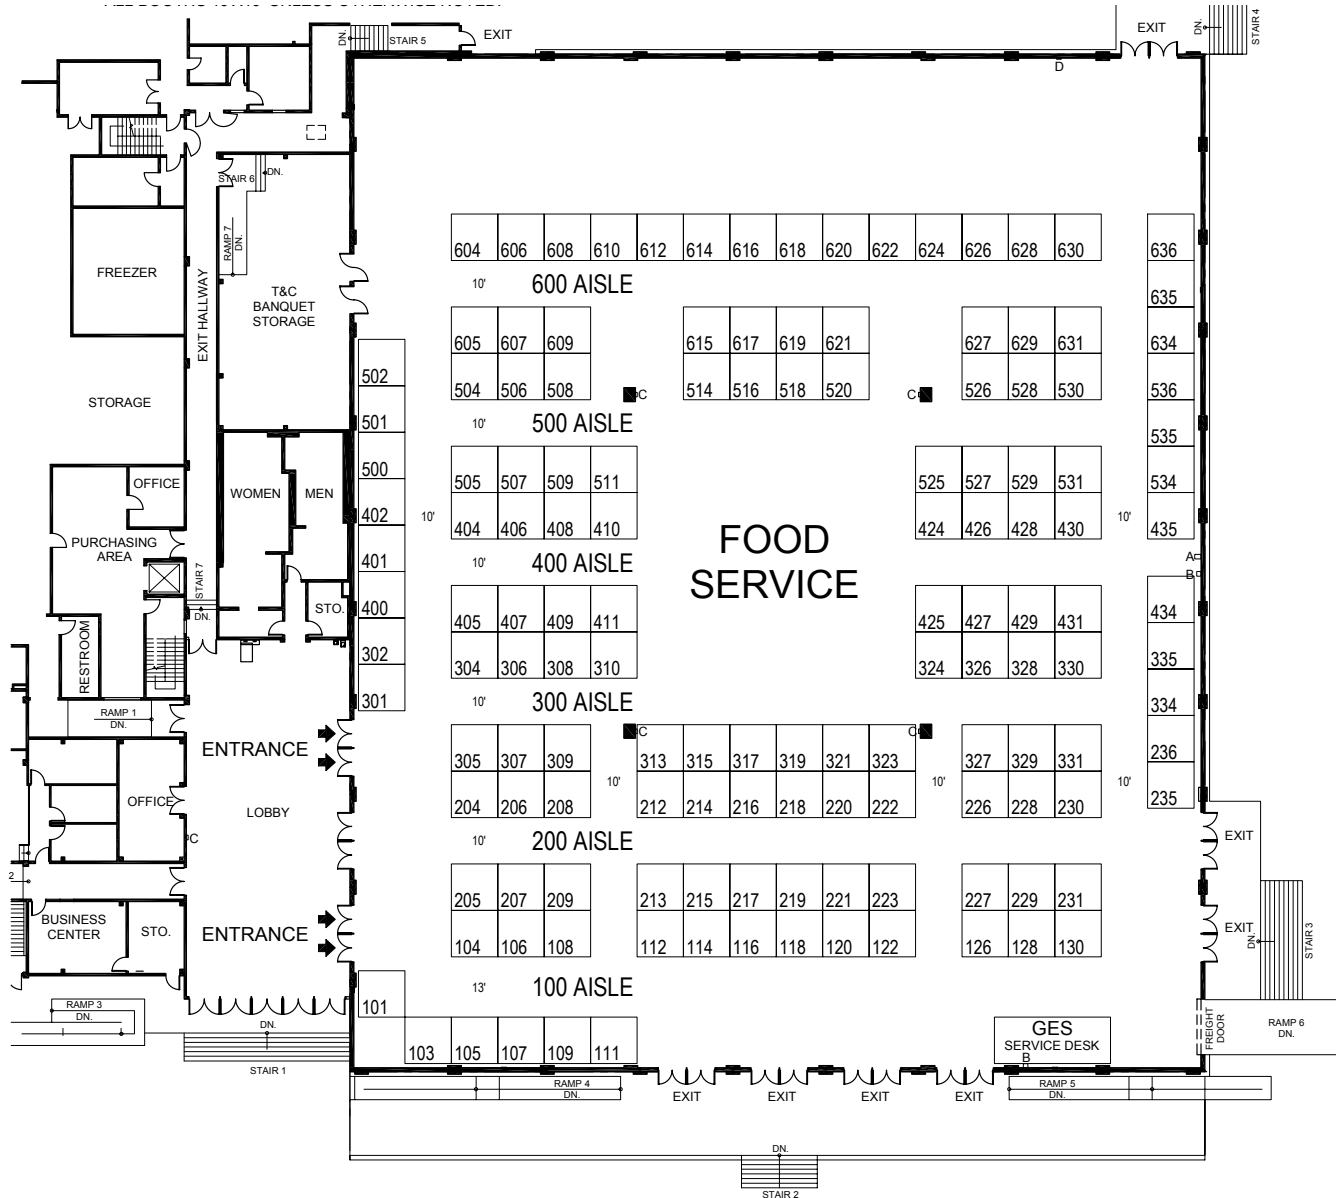 DN.
STAIR 5
EXIT
EXIT
DN.
STAIR 4
D
STAIR 6
DN.
RAMP 7
DN.
604 606 608 610 612 614 616 618 620 622 624 626 628 630 636
FREEZER
EXIT HALLWAY
T&C
BANQUET
STORAGE
10' 600 AISLE
635
605 607 609 615 617 619 621 627 629 631 634
502 504 506 508 514 516 518 520 526 528 530 536
C
C
STORAGE
501
10' 500 AISLE
535
500 505 507 509 511 525 527 529 531 534
OFFICE
WOMEN
MEN
402 404 406 408 410 424 426 428 430 435
10'
10'
FOOD
SERVICE
PURCHASING
AREA
401
10' 400 AISLE
A
B
STAIR 7
DN.
STO.
400 405 407 409 411 425 427 429 431 434
RESTROOM
302 304 306 308 310 324 326 328 330 335
301
10' 300 AISLE
334
RAMP 1
DN.
C
C
ENTRANCE
305 307 309 313 315 317 319 321 323 327 329 331 236
10'
10'
10'
OFFICE
LOBBY
204 206 208 212 214 216 218 220 222 226 228 230 235
C
10' 200 AISLE
EXIT
2
205 207 209 213 215 217 219 221 223 227 229 231
BUSINESS
CENTER
STO.
ENTRANCE
104 106 108 112 114 116 118 120 122 126 128 130
EXIT
DN.
STAIR 3
101
13' 100 AISLE
RAMP 3
DN.
DN.
STAIR 1
103 105 107 109 111
GES
SERVICE DESK
B
FREIGHT
DOOR
RAMP 6
DN.
RAMP 4
DN.
EXIT EXIT EXIT EXIT
RAMP 5
DN.
DN.
STAIR 2